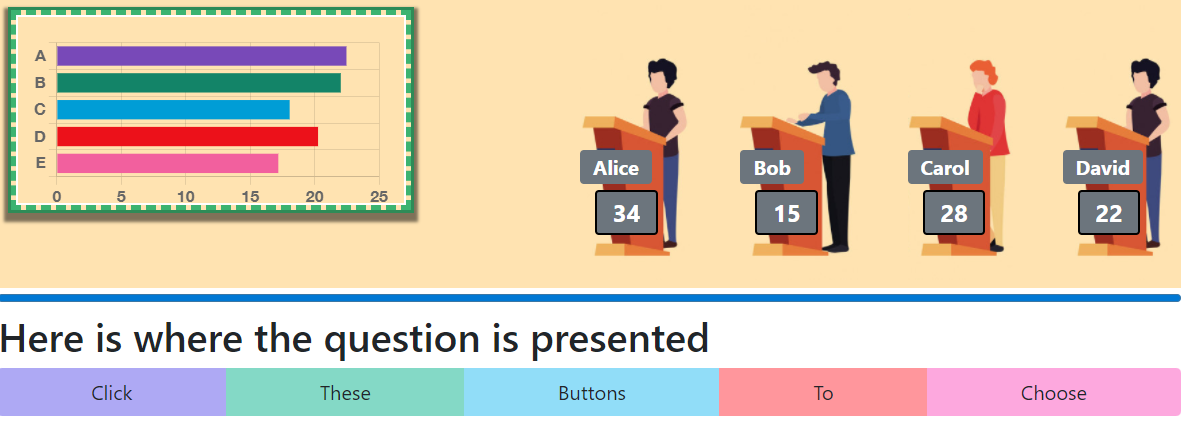 A
B
C
D
E
0 5 10 15 20 25
Alice Bob Carol David
34 15 28 22
Here is where the question is presented
Click These Buttons To Choose